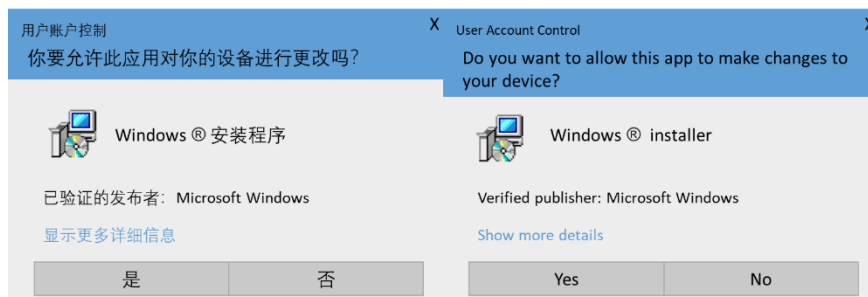 用户账户控制
X
你要允许此应用对你的设备进行更改吗?
Windows ® 安装程序
已验证的发布者: Microsoft Windows
显示更多详细信息
是
否
User Account Control
X
Do you want to allow this app to make changes to
your device?
Windows ® installer
Verified publisher: Microsoft Windows
Show more details
Yes
No